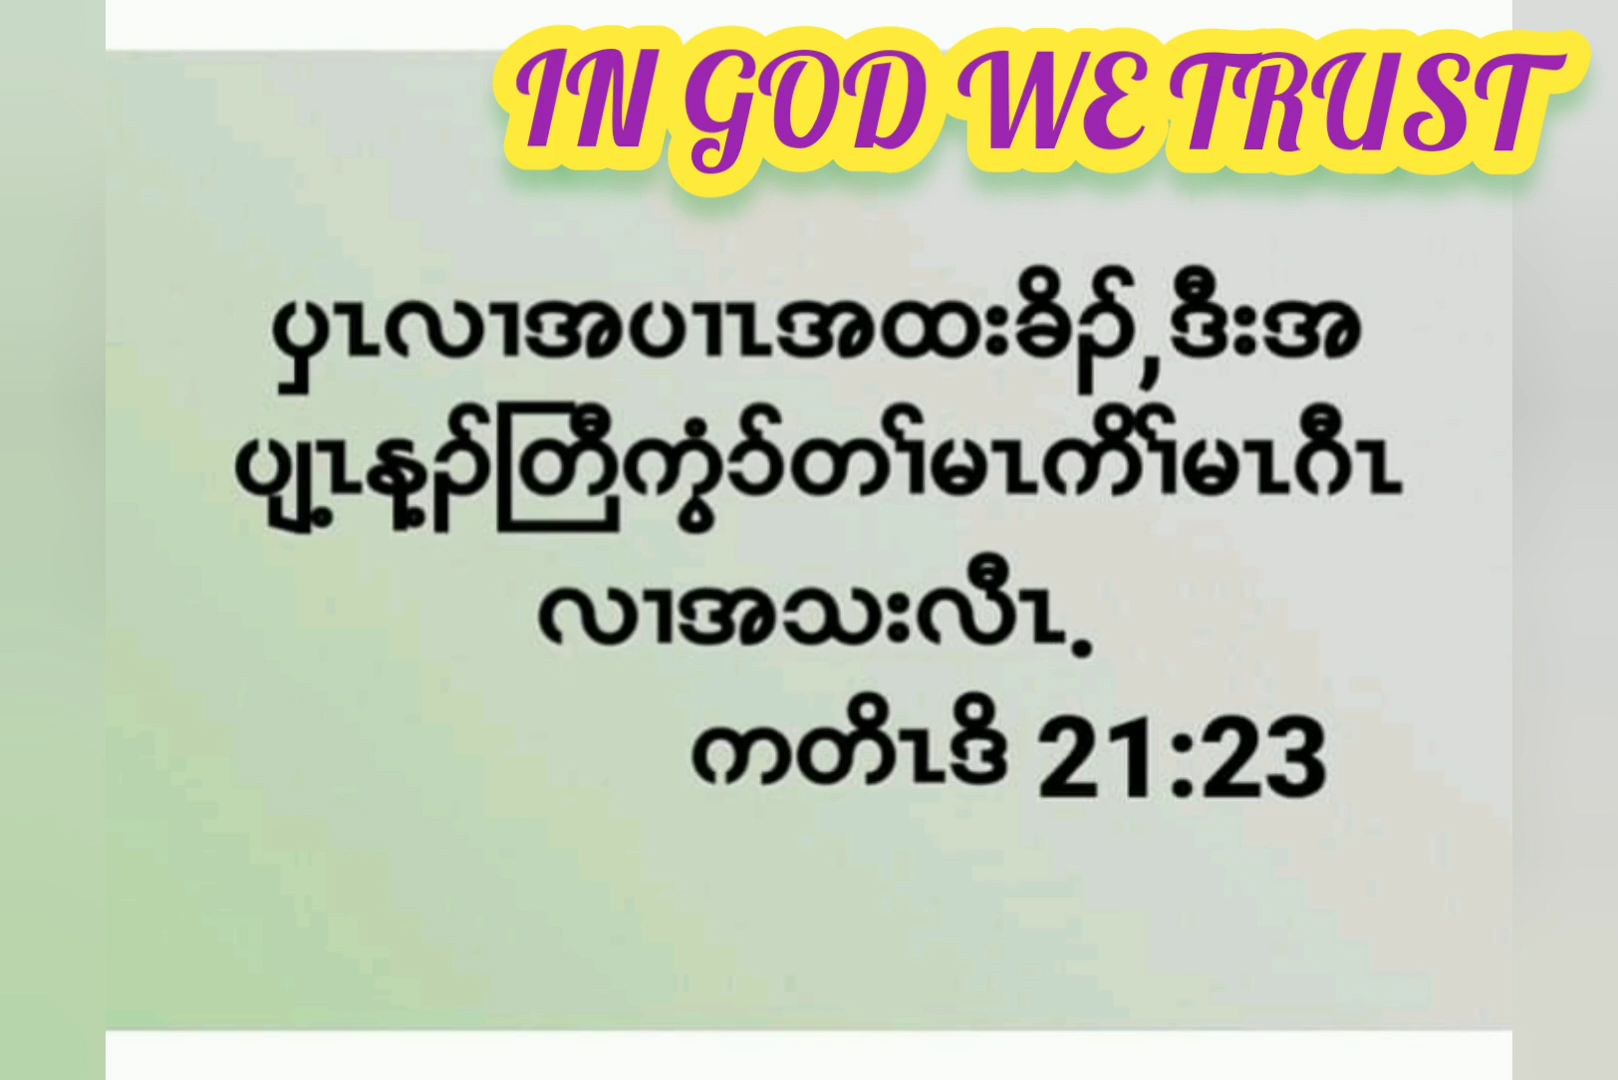 IN GOD WE TRUST
ပှၤလၢအပၢၤအထးခိၣ်,ဒီးအ
ပျ့ၤန့ၣ်တြီကွံၥ်တၢ်မၤကိၢ်မၤဂီၤ
လၢအသးလီၤ.
ကတိၤဒိ 21:23